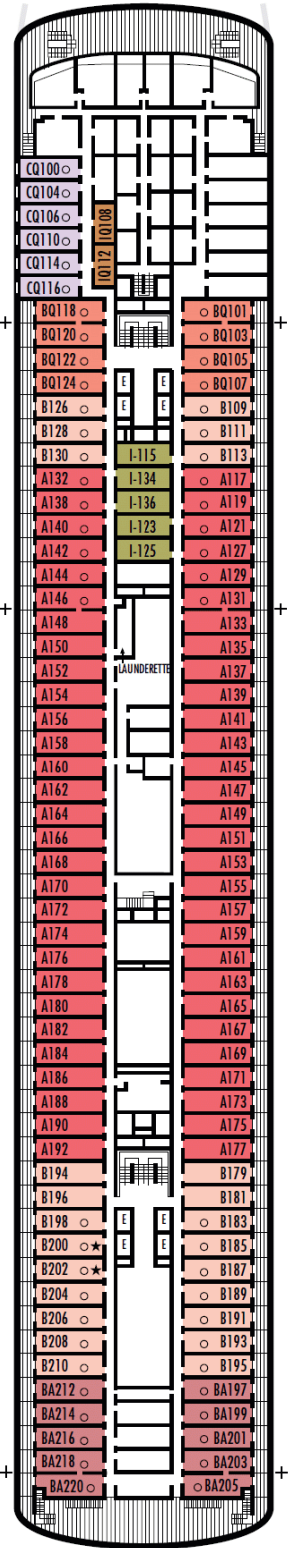 CQ100
CQ104
CQ106 IQ108
CQ110
CQ114 IQ112
CQ116
BQ118 BQ101
BQ120 BQ103
BQ122 BQ105
BQ124 E E BQ107
B126 E E B109
B128 B111
B130 I-115 B113
A132 I-134 A117
A138 I-136 A119
A140 I-123 A121
A142 I-125 A127
A144 A129
A146 A131
A148 A133
A150 A135
A152 LAUNDERETTE A137
A154 A139
A156 A141
A158 A143
A160 A145
A162 A147
A164 A149
A166 A151
A168 A153
A170 A155
A172 A157
A174 A159
A176 A161
A178 A163
A180 A165
A182 A167
A184 A169
A186 A171
A188 A173
A190 A175
A192 A177
B194 B179
B196 B181
B198 E E B183
B200 E E B185
B202 B187
B204 B189
B206 B191
B208 B193
B210 B195
BA212 BA197
BA214 BA199
BA216 BA201
BA218 BA203
BA220 BA205